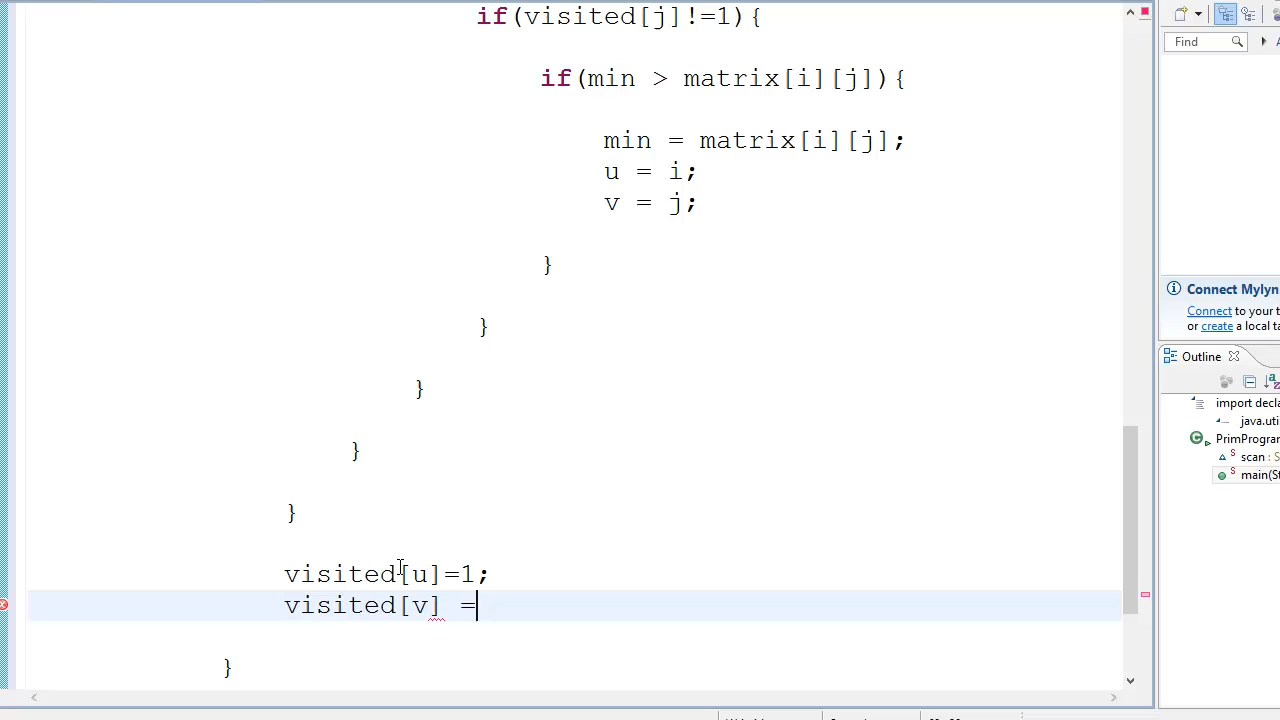 if(visited[j]!=1){
if(min > matrix[i][j]){
min = matrix[i][j];
u = i;
v = j;
}
}
}
}
}
visited[u]=1;
visited[v] =
}
Find
Connect Mylyn
Connect to your t
or create a local ta
Outline
import decla
java.uti
PrimProgram
scan : S
main(St